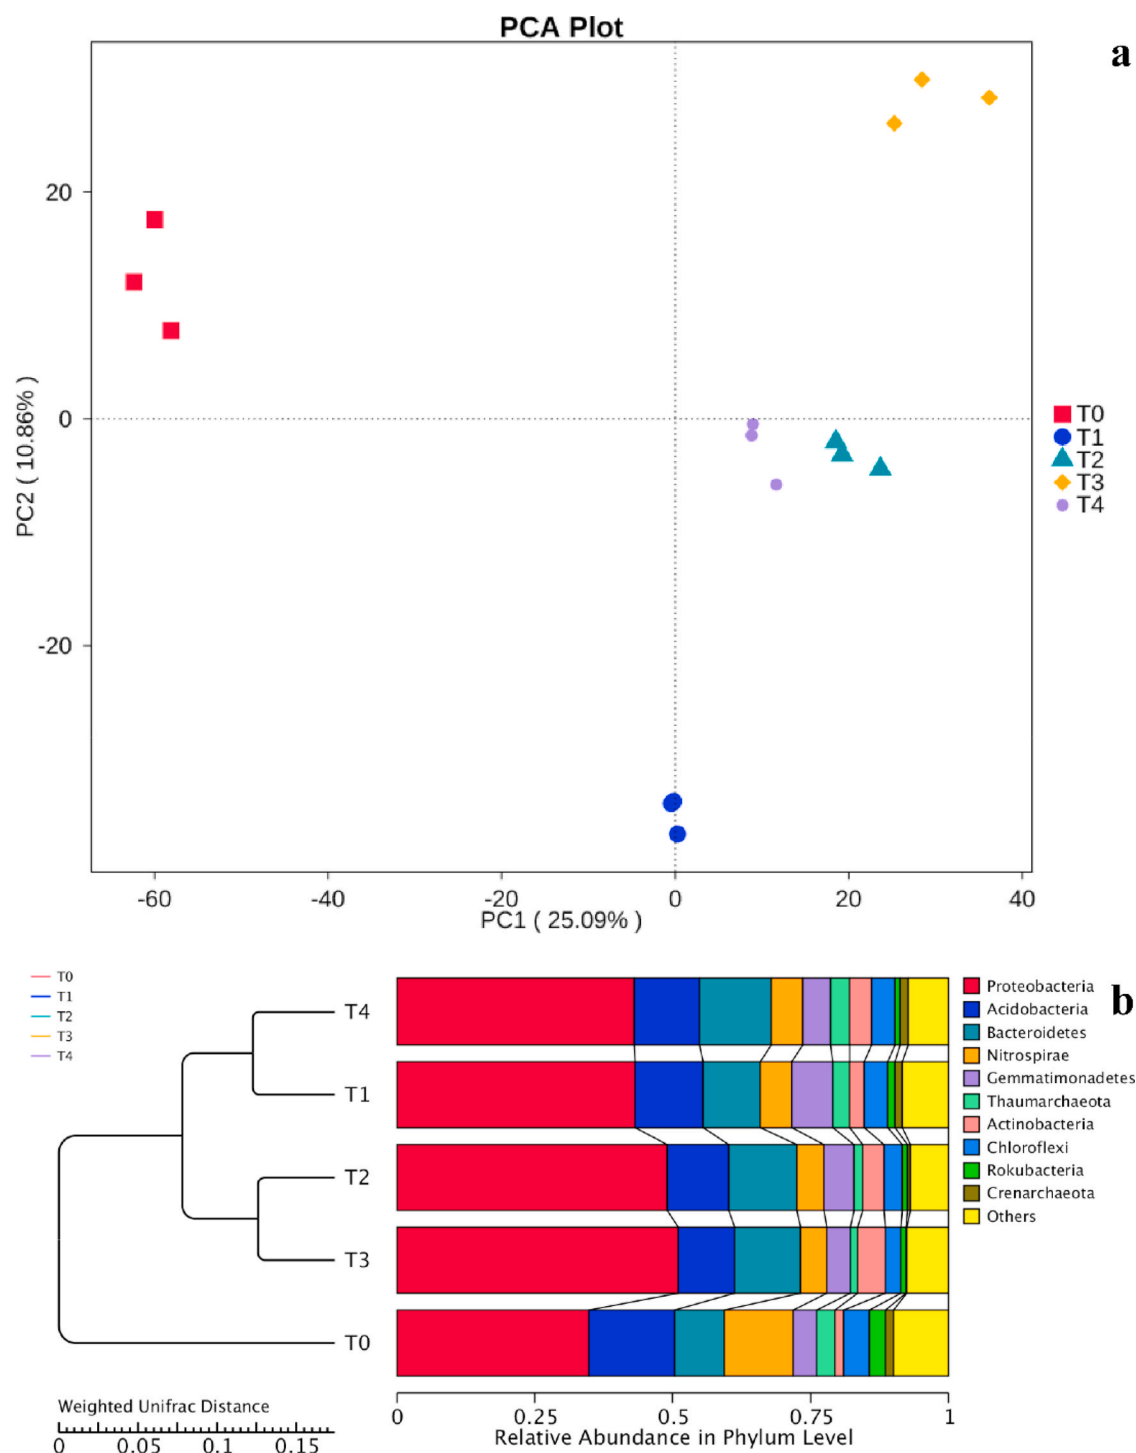 PCA Plot
a
20
0
-20
PC2 ( 10.86% )
-60 -40 -20 0 20 40
PC1 ( 25.09% )
T0
T1
T2
T3
T4
b
T0
T1
T2
T3
T4
T4
T1
T2
T3
T0
Weighted Unifrac Distance
0 0.05 0.1 0.15
0 0.25 0.5 0.75 1
Relative Abundance in Phylum Level
Proteobacteria
Acidobacteria
Bacteroidetes
Nitrospirae
Gemmatimonadetes
Thaumarchaeota
Actinobacteria
Chloroflexi
Rokubacteria
Crenarchaeota
Others